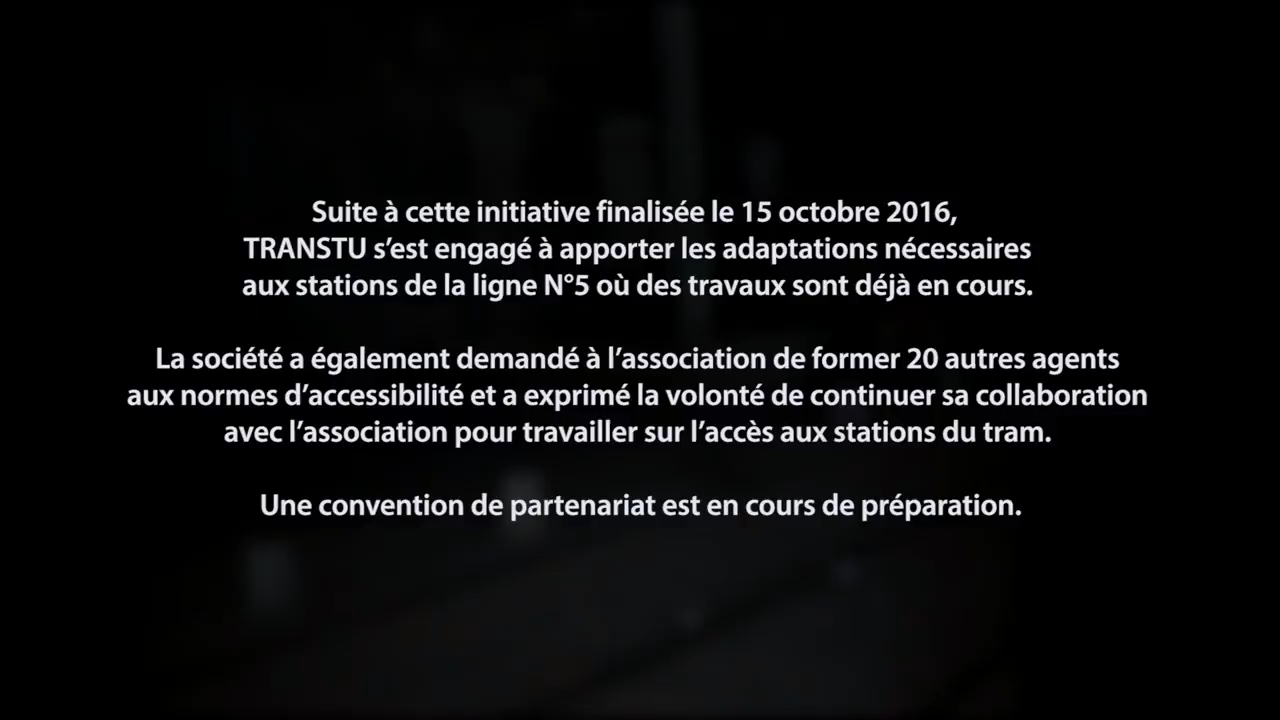 Suite à cette initiative finalisée le 15 octobre 2016,
TRANSTU s’est engagé à apporter les adaptations nécessaires
aux stations de la ligne N°5 où des travaux sont déjà en cours.
La société a également demandé à l’association de former 20 autres agents
aux normes d’accessibilité et a exprimé la volonté de continuer sa collaboration
avec l’association pour travailler sur l’accès aux stations du tram.
Une convention de partenariat est en cours de préparation.